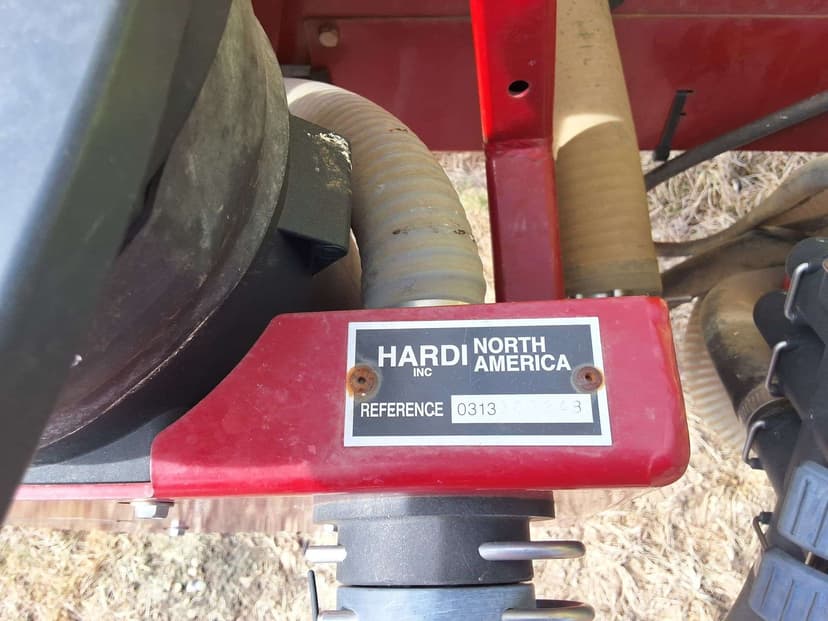 HARDI NORTH
INC AMERICA
REFERENCE 0313